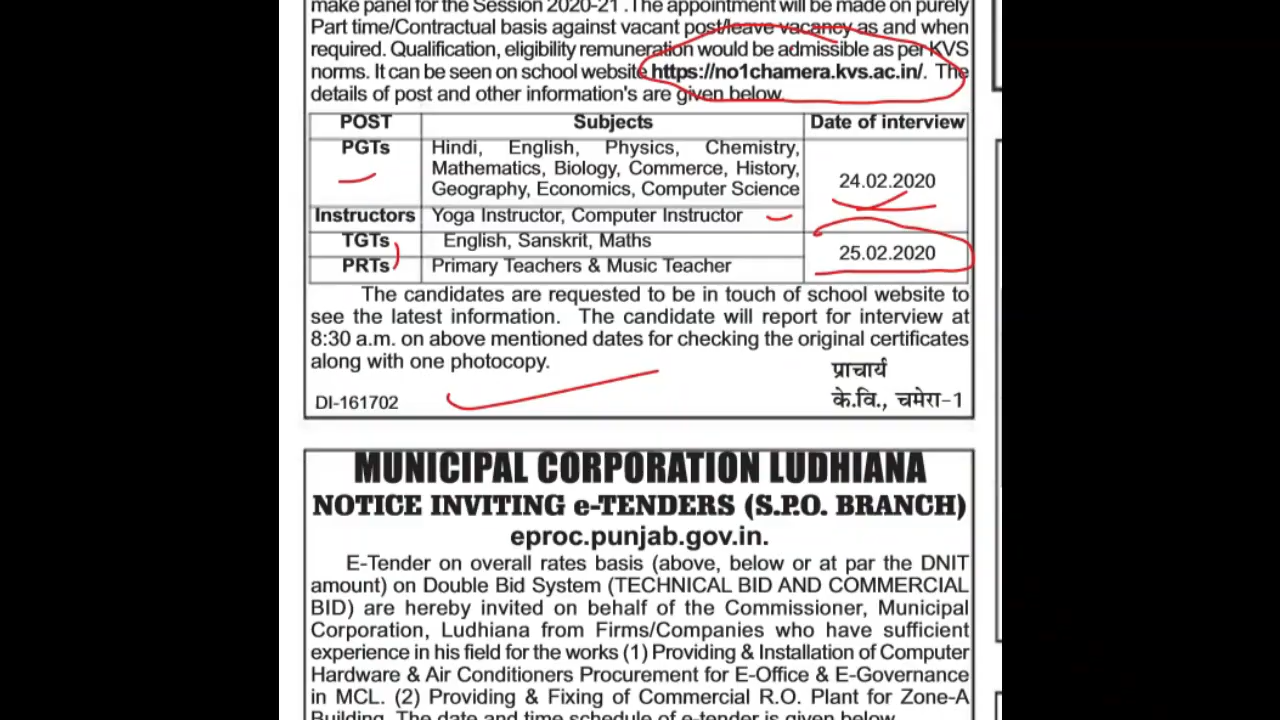 make panel for the Session 2020-21 .The appointment will be made on purely
Part time/Contractual basis against vacant post/leave vacancy as and when
required. Qualification, eligibility remuneration would be admissible as per KVS
norms. It can be seen on school website https://no1chamera.kvs.ac.in/. The
details of post and other information's are given below.
POST Subjects Date of interview
PGTs Hindi, English, Physics, Chemistry,
Mathematics, Biology, Commerce, History,
Geography, Economics, Computer Science
24.02.2020
Instructors Yoga Instructor, Computer Instructor
TGTs English, Sanskrit, Maths
25.02.2020
PRTs Primary Teachers & Music Teacher
The candidates are requested to be in touch of school website to
see the latest information. The candidate will report for interview at
8:30 a.m. on above mentioned dates for checking the original certificates
along with one photocopy.
प्राचार्य
DI-161702 के.वि., चमेरा-1
MUNICIPAL CORPORATION LUDHIANA
NOTICE INVITING e-TENDERS (S.P.O. BRANCH)
eproc.punjab.gov.in.
E-Tender on overall rates basis (above, below or at par the DNIT
amount) on Double Bid System (TECHNICAL BID AND COMMERCIAL
BID) are hereby invited on behalf of the Commissioner, Municipal
Corporation, Ludhiana from Firms/Companies who have sufficient
experience in his field for the works (1) Providing & Installation of Computer
Hardware & Air Conditioners Procurement for E-Office & E-Governance
in MCL. (2) Providing & Fixing of Commercial R.O. Plant for Zone-A
Building. The date and time schedule of e-tender is given below.